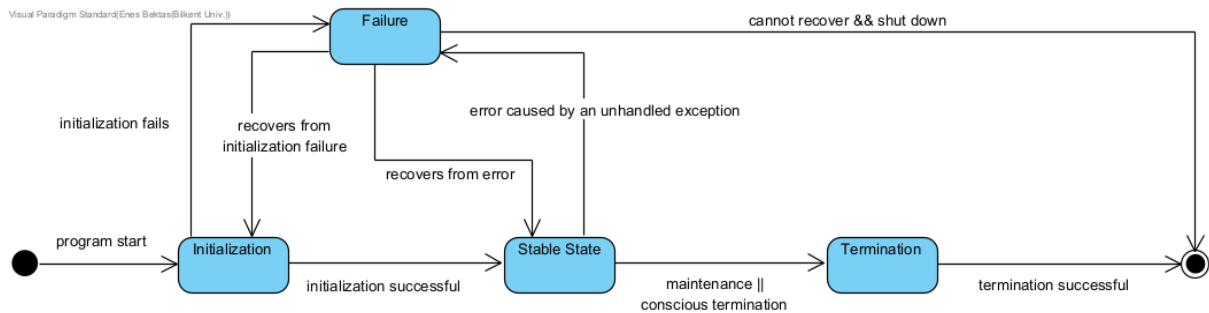 Visual Paradigm Standard(Enes Bektas(Bilkent Univ.))
Failure
cannot recover && shut down
error caused by an unhandled exception
initialization fails
recovers from
initialization failure
recovers from error
program start
Initialization
Stable State
Termination
initialization successful
maintenance ||
conscious termination
termination successful